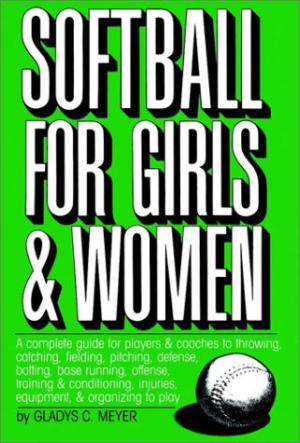 SOFTBALL
FOR GIRLS
& WOMEN
A complete guide for players & coaches to throwing,
catching, fielding, pitching, defense,
batting, base running, offense,
training & conditioning, injuries,
equipment, & organizing to play
by GLADYS C. MEYER